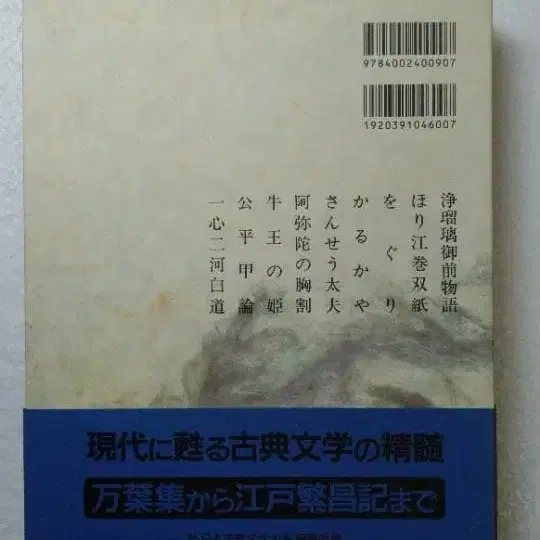 9784002400907
1920391046007
浄瑠璃御前物語
ほり江巻双紙
をぐり
かるかや
さんせう太夫
阿弥陀の胸割
牛王の姫
公平甲論
一心二河白道
現代に甦る古典文学の精髄
万葉集から江戸繁昌記まで